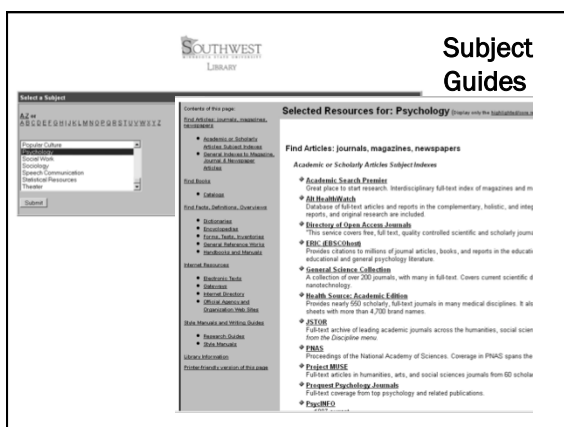 SOUTHWEST
MINNESOTA STATE UNIVERSITY
LIBRARY
Subject
Guides
Select a Subject
A-Z or
A B C D E F G H I J K L M N O P Q R S T U V W X Y Z
Popular Culture
Psychology
Social Work
Sociology
Speech Communication
Statistical Resources
Theater
Submit
Contents of this page:
Find Articles: journals, magazines,
newspapers
Academic or Scholarly
Articles Subject Indexes
General Indexes to Magazine,
Journal & Newspaper
Articles
Find Books
Catalogs
Find Facts, Definitions, Overviews
Dictionaries
Encyclopedias
Forms, Tests, Inventories
General Reference Works
Handbooks and Manuals
Internet Resources
Electronic Texts
Gateways
Internet Directory
Official Agency and
Organization Web Sites
Style Manuals and Writing Guides
Research Guides
Style Manuals
Library Information
Printer-friendly version of this page
Selected Resources for: Psychology (Display only the highlighted/core
Find Articles: journals, magazines, newspapers
Academic or Scholarly Articles Subject Indexes
Academic Search Premier
Great place to start research. Interdisciplinary full-text index of magazines and
Alt HealthWatch
Database of full-text articles and reports in the complementary, holistic, and
reports, and original research are included.
Directory of Open Access Journals
"This service covers free, full text, quality controlled scientific and scholarly
ERIC (EBSCOhost)
Provides citations to millions of journal articles, books, and reports in the
educational and general psychology literature.
General Science Collection
A collection of over 200 journals, with many in full-text. Covers current scientific
nanotechnology.
Health Source: Academic Edition
Provides nearly 550 scholarly, full-text journals in many medical disciplines. It
sheets with more than 4,700 brand names.
JSTOR
Full-text archive of leading academic journals across the humanities, social
from the Discipline menu.
PNAS
Proceedings of the National Academy of Sciences. Coverage in PNAS spans the
Project MUSE
Full-text articles in humanities, arts, and social sciences journals from 60
Proquest Psychology Journals
Full-text coverage from top psychology and related publications.
PsycINFO